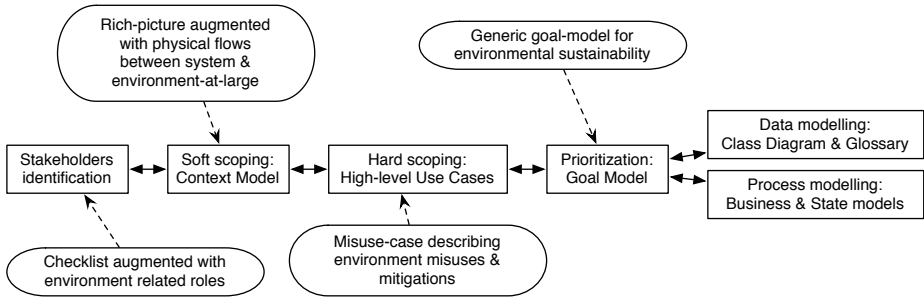 Rich-picture augmented
with physical flows
between system &
environment-at-large
Generic goal-model for
environmental sustainability
Stakeholders
identification
Soft scoping:
Context Model
Hard scoping:
High-level Use Cases
Prioritization:
Goal Model
Data modelling:
Class Diagram & Glossary
Process modelling:
Business & State models
Checklist augmented with
environment related roles
Misuse-case describing
environment misuses &
mitigations